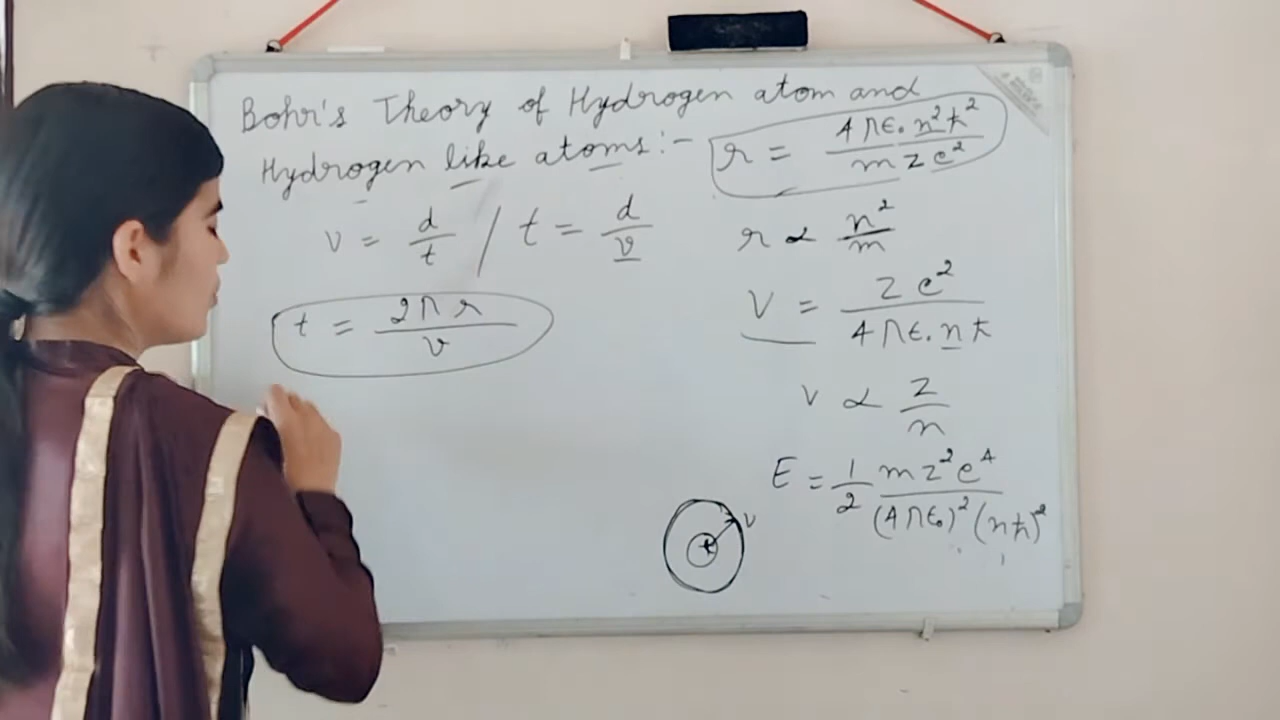 Bohr's Theory of Hydrogen atom and
Hydrogen like atoms:-
r = 4πε₀n²ħ² / mze²
v = d/t / t = d/v
r ∝ n²/m
t = 2πr / v
V = ze² / 4πε₀nħ
v ∝ z/n
E = 1/2 mz²e⁴ / (4πε₀)²(nħ)²
+
v